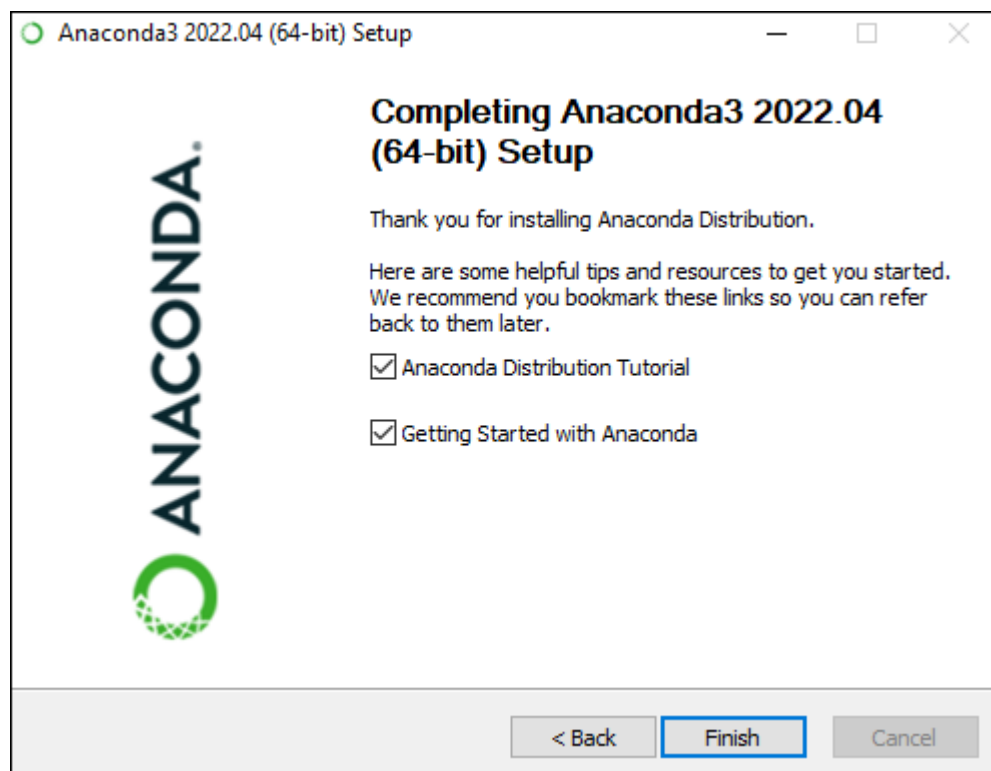 Anaconda3 2022.04 (64-bit) Setup
Completing Anaconda3 2022.04
(64-bit) Setup
Thank you for installing Anaconda Distribution.
Here are some helpful tips and resources to get you started.
We recommend you bookmark these links so you can refer
back to them later.
Anaconda Distribution Tutorial
Getting Started with Anaconda
ANACONDA.
< Back
Finish
Cancel